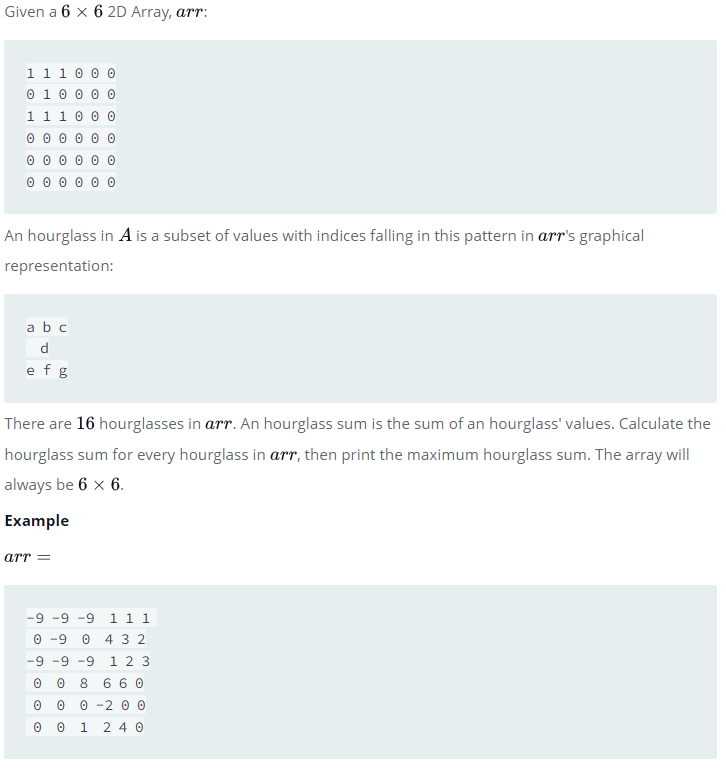 Given a 6 × 6 2D Array, arr:
1 1 1 0 0 0
0 1 0 0 0 0
1 1 1 0 0 0
0 0 0 0 0 0
0 0 0 0 0 0
0 0 0 0 0 0
An hourglass in A is a subset of values with indices falling in this pattern in arr's graphical
representation:
a b c
  d
e f g
There are 16 hourglasses in arr. An hourglass sum is the sum of an hourglass' values. Calculate the
hourglass sum for every hourglass in arr, then print the maximum hourglass sum. The array will
always be 6 × 6.
Example
arr =
-9 -9 -9  1 1 1
 0 -9  0  4 3 2
-9 -9 -9  1 2 3
 0  0  8  6 6 0
 0  0  0 -2 0 0
 0  0  1  2 4 0